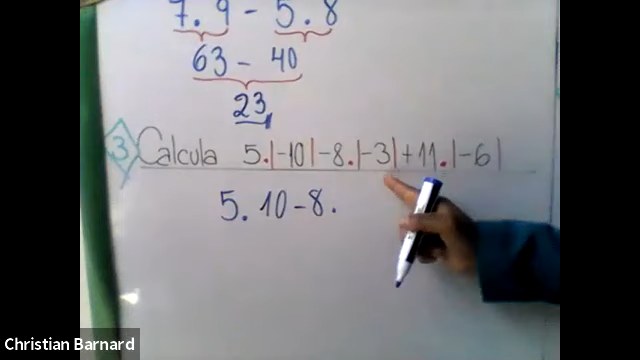 7.9 - 5.8
63 - 40
23
3 Calcula 5.|-10|-8.|-3|+11.|-6|
5. 10-8.
Christian Barnard